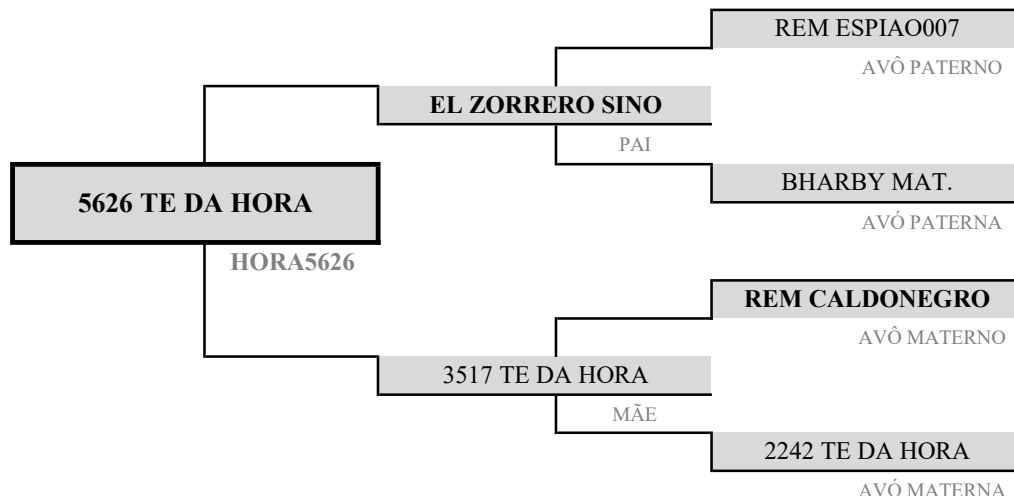 REM ESPIAO007
AVÔ PATERNO
EL ZORRERO SINO
PAI
BHARBY MAT.
AVÓ PATERNA
5626 TE DA HORA
HORA5626
REM CALDONEGRO
AVÔ MATERNO
3517 TE DA HORA
MÃE
2242 TE DA HORA
AVÓ MATERNA